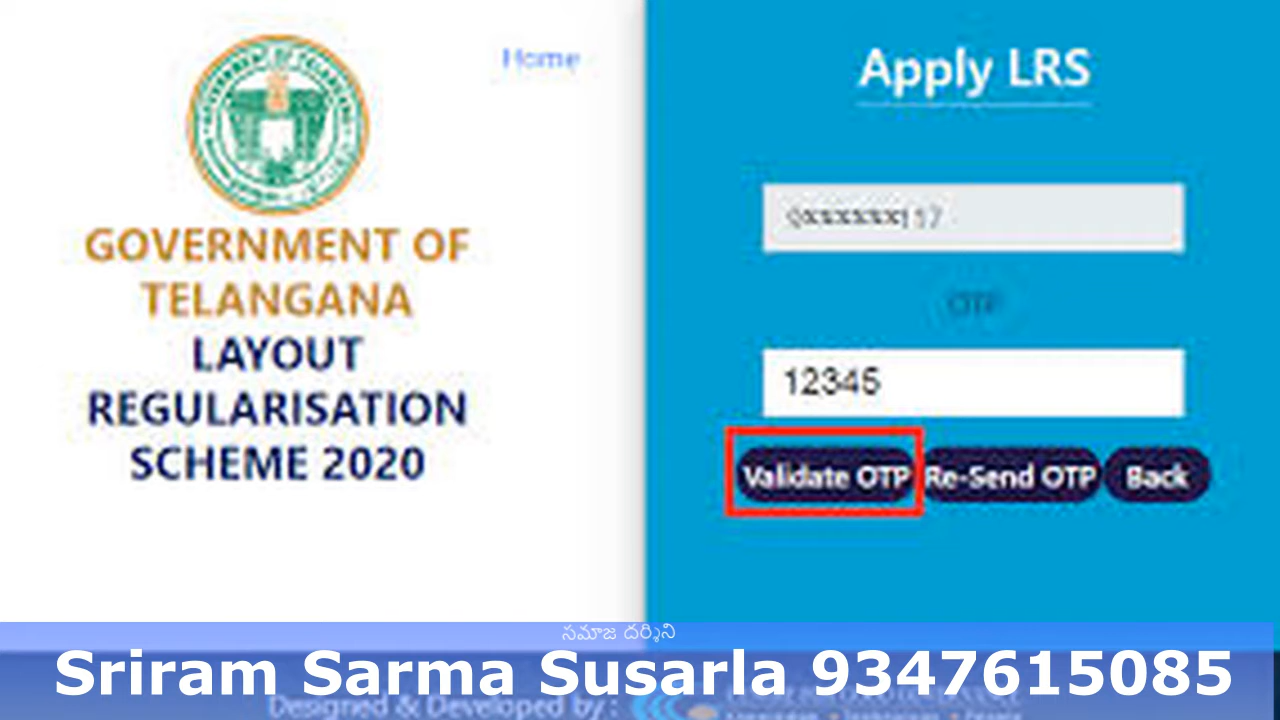 Home
GOVERNMENT OF
TELANGANA
LAYOUT
REGULARISATION
SCHEME 2020
Apply LRS
OTP
12345
Validate OTP Re-Send OTP Back
సమాజ దర్శిని
Sriram Sarma Susarla 9347615085
Designed & Developed by :